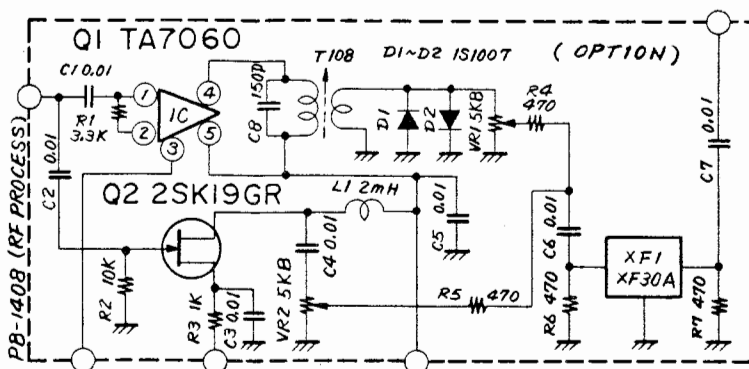 Q1 TA7060
T108
D1~D2 1S1007
( OPTION )
C1 0.01
1
2
3
4
5
IC
R1
3.3K
C8
150P
D1
D2
VR1 5KB
R4
470
C7
0.01
C2
0.01
Q2 2SK19GR
L1 2mH
C5
0.01
C4 0.01
C6
0.01
XF1
XF30A
R2
10K
R3 1K
C3 0.01
VR2 5KB
R5
470
R6 470
R7 470
PB-1408 (RF PROCESS)